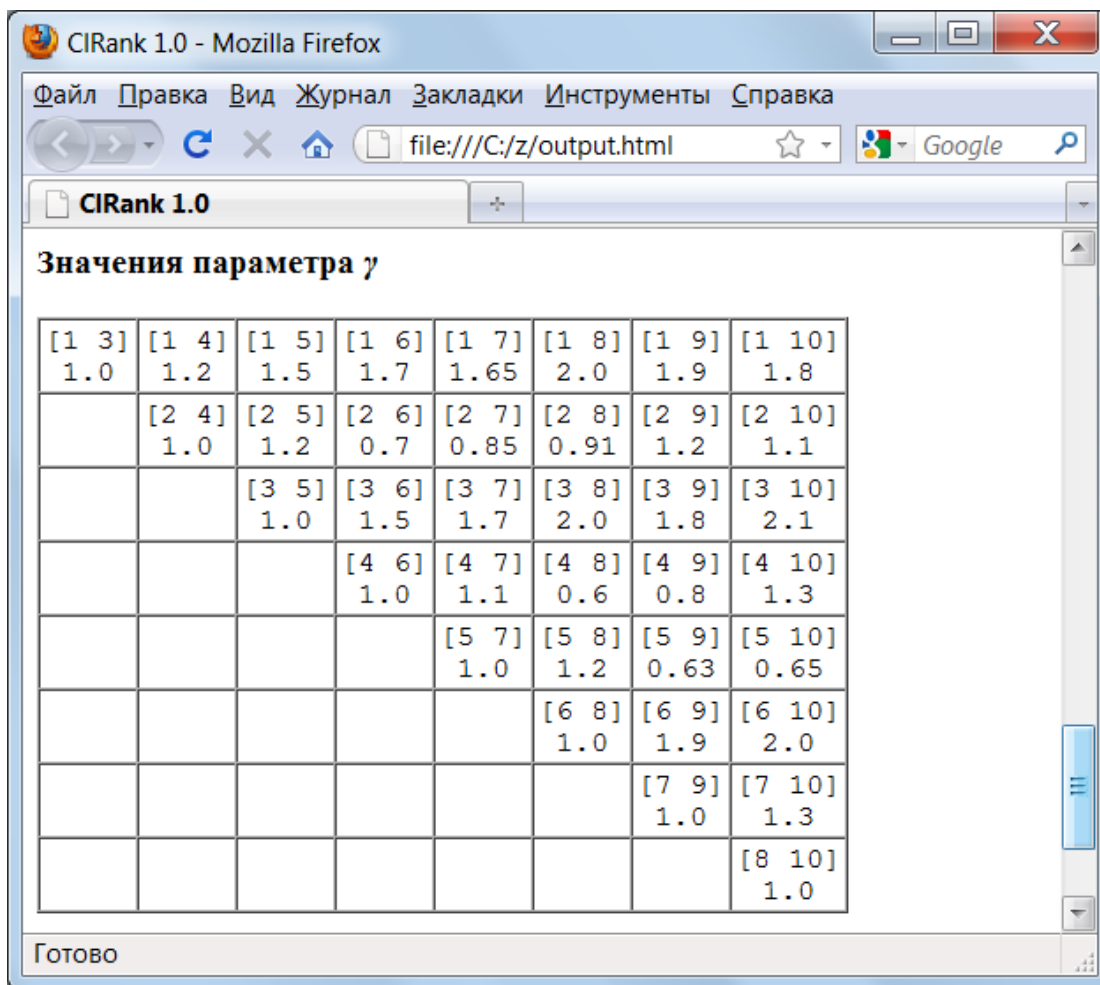 ClRank 1.0 - Mozilla Firefox
Файл Правка Вид Журнал Закладки Инструменты Справка
file:///C:/z/output.html Google
ClRank 1.0
Значения параметра γ
[1 3] [1 4] [1 5] [1 6] [1 7] [1 8] [1 9] [1 10]
1.0 1.2 1.5 1.7 1.65 2.0 1.9 1.8
[2 4] [2 5] [2 6] [2 7] [2 8] [2 9] [2 10]
1.0 1.2 0.7 0.85 0.91 1.2 1.1
[3 5] [3 6] [3 7] [3 8] [3 9] [3 10]
1.0 1.5 1.7 2.0 1.8 2.1
[4 6] [4 7] [4 8] [4 9] [4 10]
1.0 1.1 0.6 0.8 1.3
[5 7] [5 8] [5 9] [5 10]
1.0 1.2 0.63 0.65
[6 8] [6 9] [6 10]
1.0 1.9 2.0
[7 9] [7 10]
1.0 1.3
[8 10]
1.0
Готово